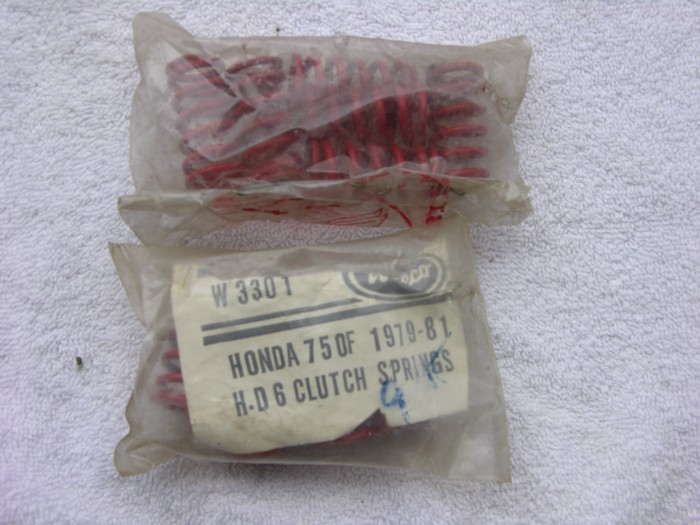 W 3301
HONDA 750F 1979-81.
H.D 6 CLUTCH SPRINGS